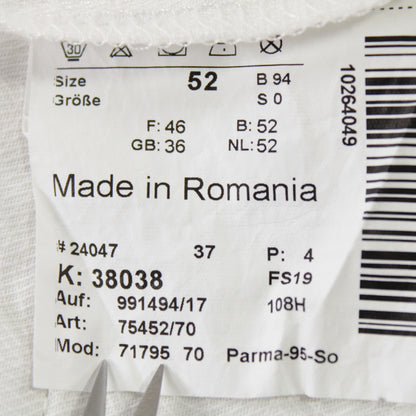 30
Size 52 B 94
Größe S 0
F: 46 B: 52
GB: 36 NL: 52
Made in Romania
# 24047 37 P: 4
K: 38038 FS19
Auf: 991494/17 108H
Art: 75452/70
Mod: 71795 70 Parma-95-So
10264049